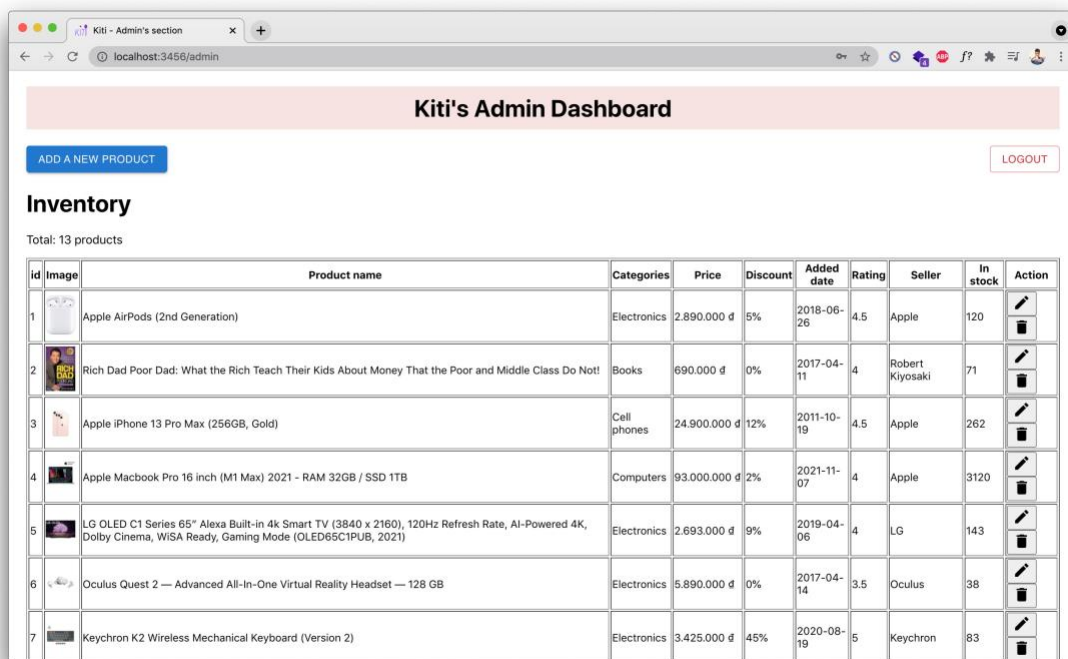 Kiti - Admin's section
localhost:3456/admin
Kiti's Admin Dashboard
ADD A NEW PRODUCT
LOGOUT
Inventory
Total: 13 products
id Image Product name Categories Price Discount Added date Rating Seller In stock Action
1 Apple AirPods (2nd Generation) Electronics 2.890.000 ₫ 5% 2018-06-26 4.5 Apple 120
2 RICH DAD Rich Dad Poor Dad: What the Rich Teach Their Kids About Money That the Poor and Middle Class Do Not! Books 690.000 ₫ 0% 2017-04-11 4 Robert Kiyosaki 71
3 Apple iPhone 13 Pro Max (256GB, Gold) Cell phones 24.900.000 ₫ 12% 2011-10-19 4.5 Apple 262
4 Apple Macbook Pro 16 inch (M1 Max) 2021 - RAM 32GB / SSD 1TB Computers 93.000.000 ₫ 2% 2021-11-07 4 Apple 3120
5 LG OLED C1 Series 65” Alexa Built-in 4k Smart TV (3840 x 2160), 120Hz Refresh Rate, AI-Powered 4K, Dolby Cinema, WiSA Ready, Gaming Mode (OLED65C1PUB, 2021) Electronics 2.693.000 ₫ 9% 2019-04-06 4 LG 143
6 Oculus Quest 2 — Advanced All-In-One Virtual Reality Headset — 128 GB Electronics 5.890.000 ₫ 0% 2017-04-14 3.5 Oculus 38
7 Keychron K2 Wireless Mechanical Keyboard (Version 2) Electronics 3.425.000 ₫ 45% 2020-08-19 5 Keychron 83